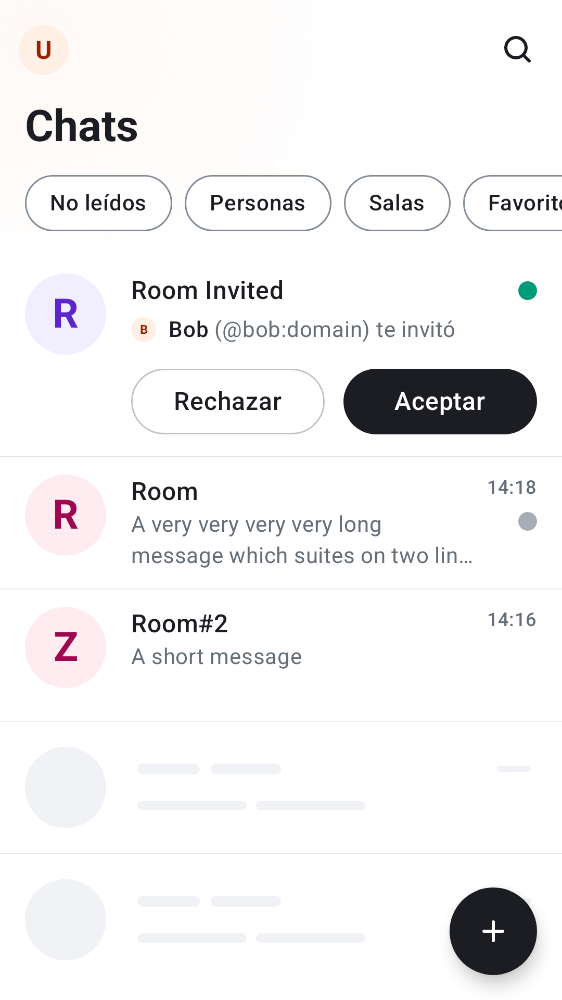 U
Chats
No leídos
Personas
Salas
Favorito
R
Room Invited
B
Bob (@bob:domain) te invitó
Rechazar
Aceptar
R
Room
14:18
A very very very very long
message which suites on two lin…
Z
Room#2
14:16
A short message